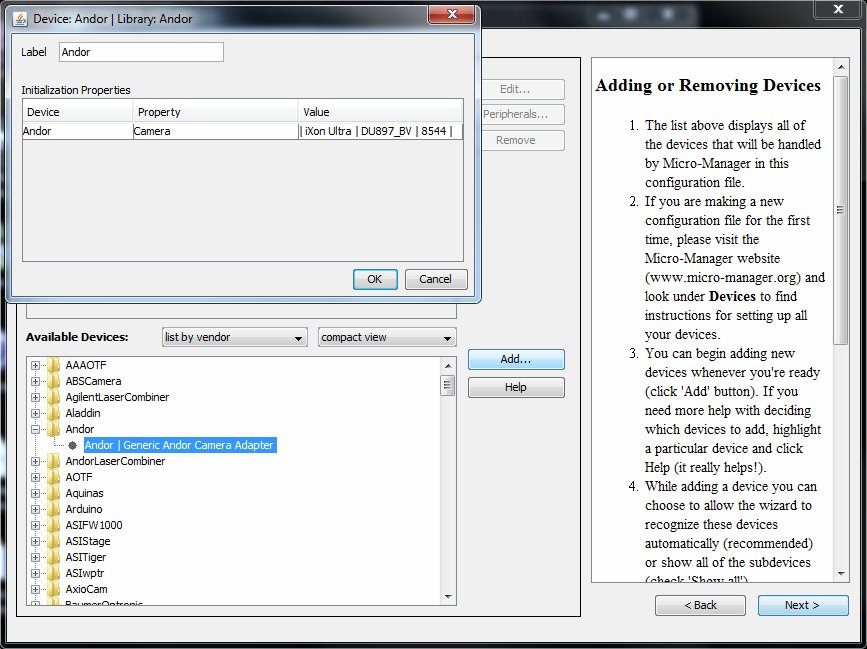 Device: Andor | Library: Andor
Label Andor
Initialization Properties
Device Property Value
Andor Camera | iXon Ultra | DU897_BV | 8544 |
OK Cancel
Edit...
Peripherals...
Remove
Available Devices: list by vendor compact view
Add...
Help
AAAOTF
ABSCamera
AgilentLaserCombiner
Aladdin
Andor
Andor | Generic Andor Camera Adapter
AndorLaserCombiner
AOTF
Aquinas
Arduino
ASIFW1000
ASIStage
ASITiger
ASIwptr
AxioCam
BaumerOptronic
Adding or Removing Devices
1. The list above displays all of
the devices that will be handled
by Micro-Manager in this
configuration file.
2. If you are making a new
configuration file for the first
time, please visit the
Micro-Manager website
(www.micro-manager.org) and
look under Devices to find
instructions for setting up all
your devices.
3. You can begin adding new
devices whenever you're ready
(click 'Add' button). If you
need more help with deciding
which devices to add, highlight
a particular device and click
Help (it really helps!).
4. While adding a device you can
choose to allow the wizard to
recognize these devices
automatically (recommended)
or show all of the subdevices
(check 'Show all')
< Back Next >